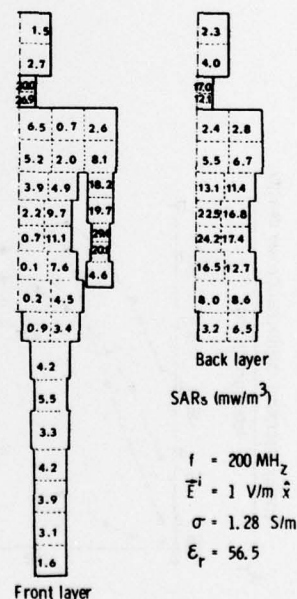 1.5
2.7
20.0
26.9
6.5 0.7 2.6
5.2 2.0 8.1
3.9 4.9 18.2
2.2 9.7 19.7
0.7 11.1
0.1 7.6 4.6
0.2 4.5
0.9 3.4
4.2
5.5
3.3
4.2
3.9
3.1
1.6
Front layer
2.3
4.0
17.0
12.1
2.4 2.8
5.5 6.7
13.1 11.4
22.5 16.8
24.2 17.4
16.5 12.7
8.0 8.6
3.2 6.5
Back layer
SARs (mw/m³)
f = 200 MHz
E⃗ⁱ = 1 V/m x̂
σ = 1.28 S/m
εᵣ = 56.5